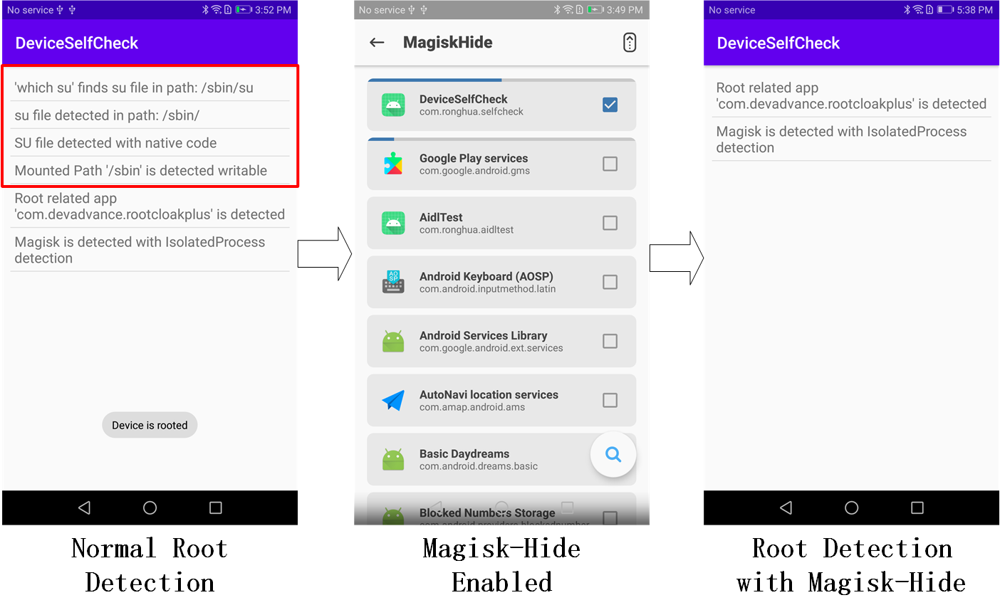 No service
3:52 PM
DeviceSelfCheck
'which su' finds su file in path: /sbin/su
su file detected in path: /sbin/
SU file detected with native code
Mounted Path '/sbin' is detected writable
Root related app
'com.devadvance.rootcloakplus' is detected
Magisk is detected with IsolatedProcess
detection
Device is rooted
Normal Root
Detection
No service
3:49 PM
MagiskHide
DeviceSelfCheck
com.ronghua.selfcheck
Google Play services
com.google.android.gms
AidlTest
com.ronghua.aidltest
AOSP
Android Keyboard (AOSP)
com.android.inputmethod.latin
Android Services Library
com.google.android.ext.services
AutoNavi location services
com.amap.android.ams
Basic Daydreams
com.android.dreams.basic
Blocked Numbers Storage
com.android.providers.blockednumber
Magisk-Hide
Enabled
No service
5:38 PM
DeviceSelfCheck
Root related app
'com.devadvance.rootcloakplus' is detected
Magisk is detected with IsolatedProcess
detection
Root Detection
with Magisk-Hide